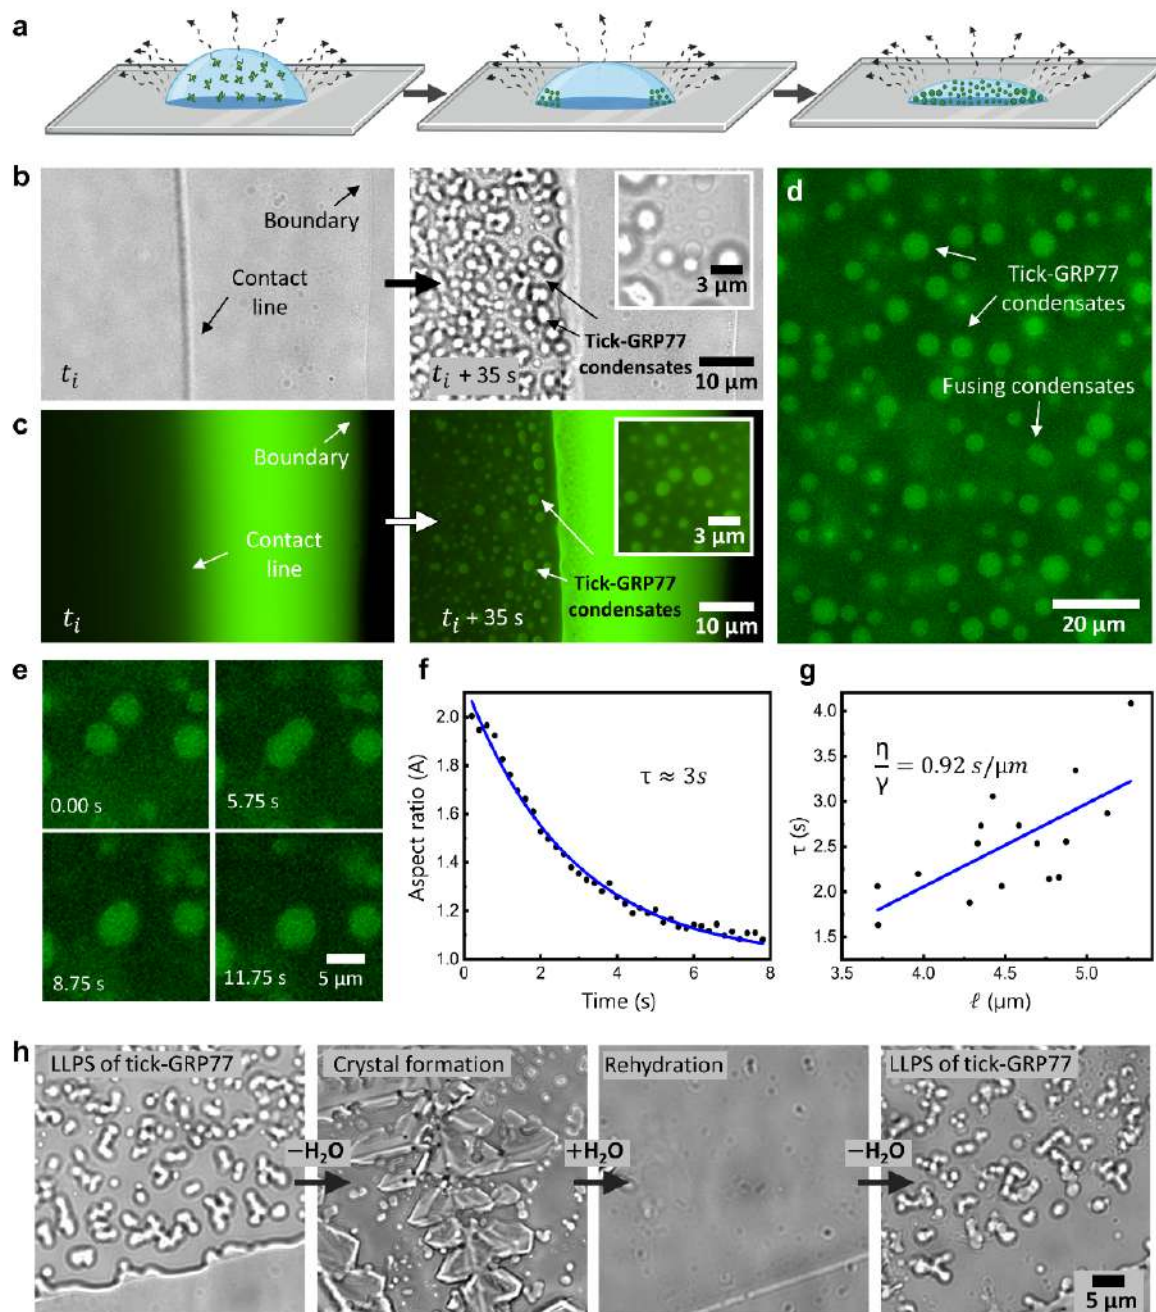 a
b
Boundary
Contact
line
t_i
Tick-GRP77
condensates
t_i + 35 s
3 µm
10 µm
c
Boundary
Contact
line
t_i
Tick-GRP77
condensates
t_i + 35 s
3 µm
10 µm
d
Tick-GRP77
condensates
Fusing condensates
20 µm
e
0.00 s
5.75 s
8.75 s
11.75 s
5 µm
f
Aspect ratio (A)
2.0
1.8
1.6
1.4
1.2
1.0
τ ≈ 3s
0 2 4 6 8
Time (s)
g
τ (s)
4.0
3.5
3.0
2.5
2.0
1.5
η/γ = 0.92 s/µm
3.5 4.0 4.5 5.0
ℓ (µm)
h
LLPS of tick-GRP77
−H₂O
Crystal formation
+H₂O
Rehydration
−H₂O
LLPS of tick-GRP77
5 µm